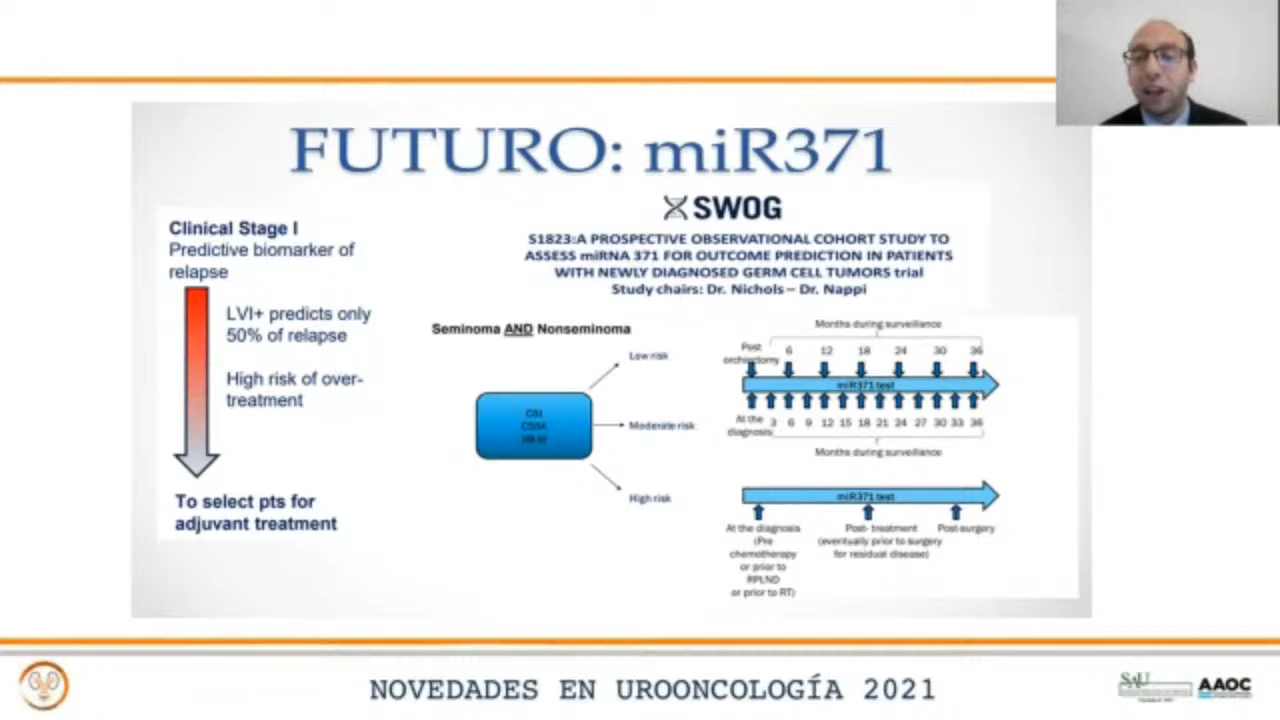 FUTURO: miR371
Clinical Stage I
Predictive biomarker of
relapse
LVI+ predicts only
50% of relapse
High risk of over-
treatment
To select pts for
adjuvant treatment
SWOG
S1823:A PROSPECTIVE OBSERVATIONAL COHORT STUDY TO
ASSESS miRNA 371 FOR OUTCOME PREDICTION IN PATIENTS
WITH NEWLY DIAGNOSED GERM CELL TUMORS trial
Study chairs: Dr. Nichols – Dr. Nappi
Seminoma AND Nonseminoma
CSI
Low risk
Moderate risk
High risk
Months during surveillance
Post
orchiectomy
6 12 18 24 30 36
miR371 test
At the
diagnosis
3 6 9 12 15 18 21 24 27 30 33 36
Months during surveillance
miR371 test
At the diagnosis
(Pre
chemotherapy
or prior to
RPLND
or prior to RT)
Post- treatment
(eventually prior to surgery
for residual disease)
Post-surgery
NOVEDADES EN UROONCOLOGÍA 2021
SAU
AAOC